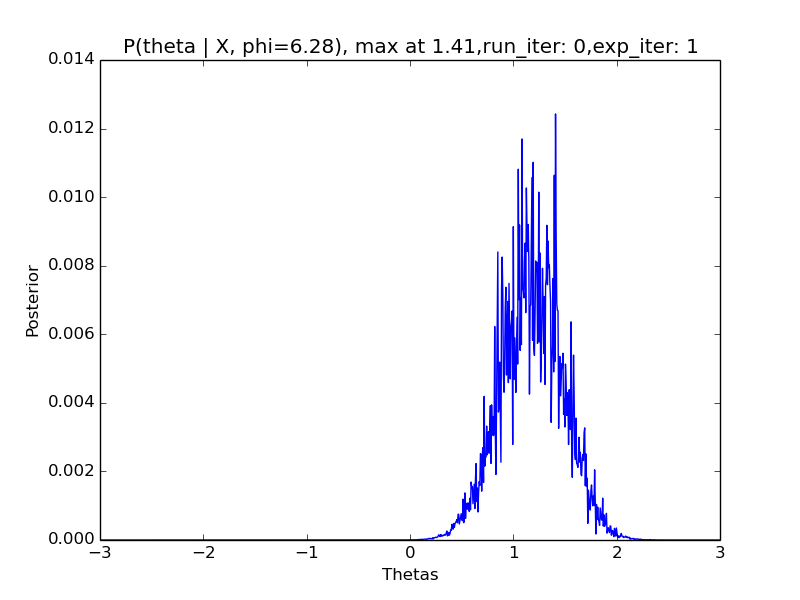 P(theta | X, phi=6.28), max at 1.41,run_iter: 0,exp_iter: 1
0.014
0.012
0.010
0.008
0.006
0.004
0.002
0.000
Posterior
−3 −2 −1 0 1 2 3
Thetas